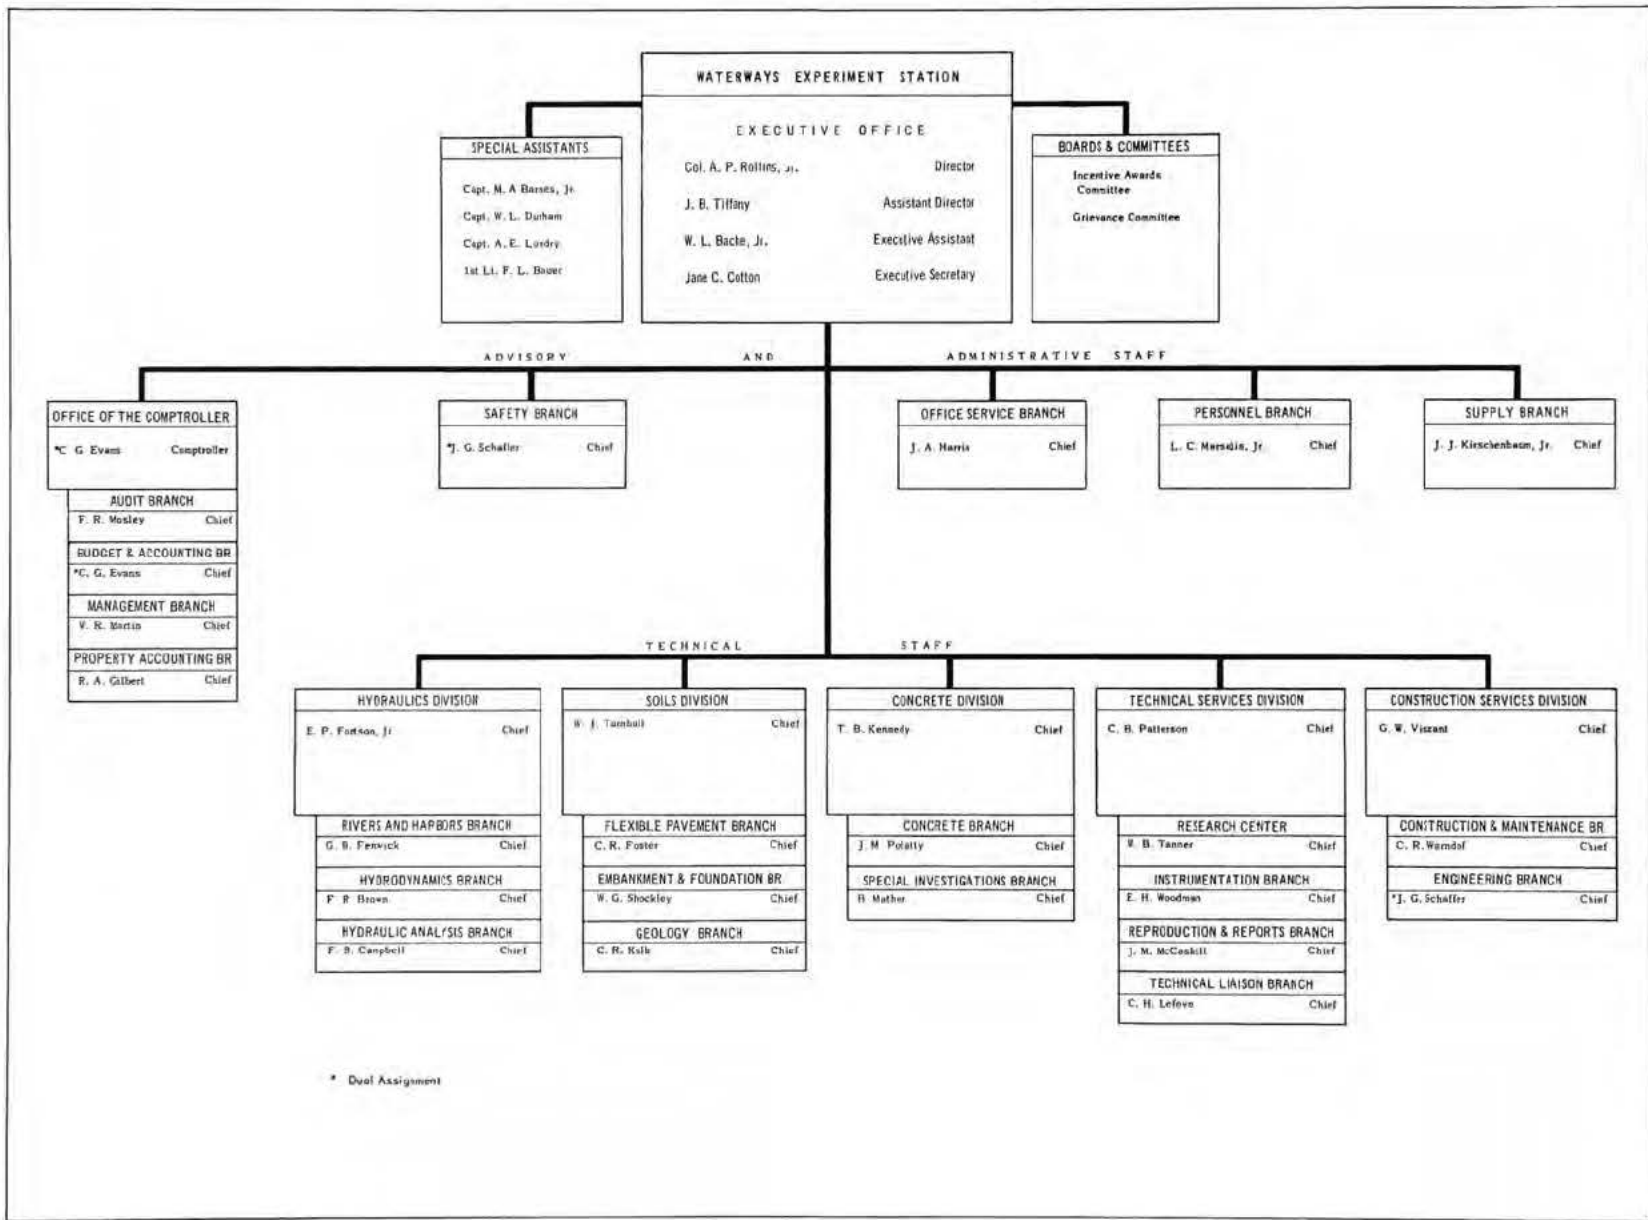 WATERWAYS EXPERIMENT STATION
EXECUTIVE OFFICE
Col. A. P. Rollins, Jr. Director
J. B. Tiffany Assistant Director
W. L. Bache, Jr. Executive Assistant
Jane C. Cotton Executive Secretary
SPECIAL ASSISTANTS
Capt. M. A Barnes, Jr.
Capt. W. L. Durham
Capt. A. E.
1st Lt. F. L. Bauer
BOARDS & COMMITTEES
Incentive Awards
Committee
Grievance Committee
ADVISORY AND ADMINISTRATIVE STAFF
OFFICE OF THE COMPTROLLER
*C G Evans Comptroller
AUDIT BRANCH
F. R. Mosley Chief
BUDGET & ACCOUNTING BR
*C. G. Evans Chief
MANAGEMENT BRANCH
V. R. Martin Chief
PROPERTY ACCOUNTING BR
R. A. Gilbert Chief
SAFETY BRANCH
*J. G. Schaffer Chief
OFFICE SERVICE BRANCH
J. A. Harris Chief
PERSONNEL BRANCH
L. C. Jr. Chief
SUPPLY BRANCH
J. J. Kirschenbaum, Jr. Chief
TECHNICAL STAFF
HYDRAULICS DIVISION
E. P. Fortson, Jr Chief
RIVERS AND HARBORS BRANCH
G. B. Fenwick Chief
HYDRODYNAMICS BRANCH
F R Brown Chief
HYDRAULIC ANALYSIS BRANCH
F. B. Campbell Chief
SOILS DIVISION
W. J. Turnbull Chief
FLEXIBLE PAVEMENT BRANCH
C. R. Foster Chief
EMBANKMENT & FOUNDATION BR
W. G. Shockley Chief
GEOLOGY BRANCH
C. R. Kolb Chief
CONCRETE DIVISION
T. B. Kennedy Chief
CONCRETE BRANCH
J. M Polatty Chief
SPECIAL INVESTIGATIONS BRANCH
B Mather Chief
TECHNICAL SERVICES DIVISION
C. B. Patterson Chief
RESEARCH CENTER
W. B. Tanner Chief
INSTRUMENTATION BRANCH
E. H. Woodman Chief
REPRODUCTION & REPORTS BRANCH
J. M. McCaskill Chief
TECHNICAL LIAISON BRANCH
C. H. Chief
CONSTRUCTION SERVICES DIVISION
G. W. Chief
CONSTRUCTION & MAINTENANCE BR
C. R. Chief
ENGINEERING BRANCH
*J. G. Schaffer Chief
* Dual Assignment